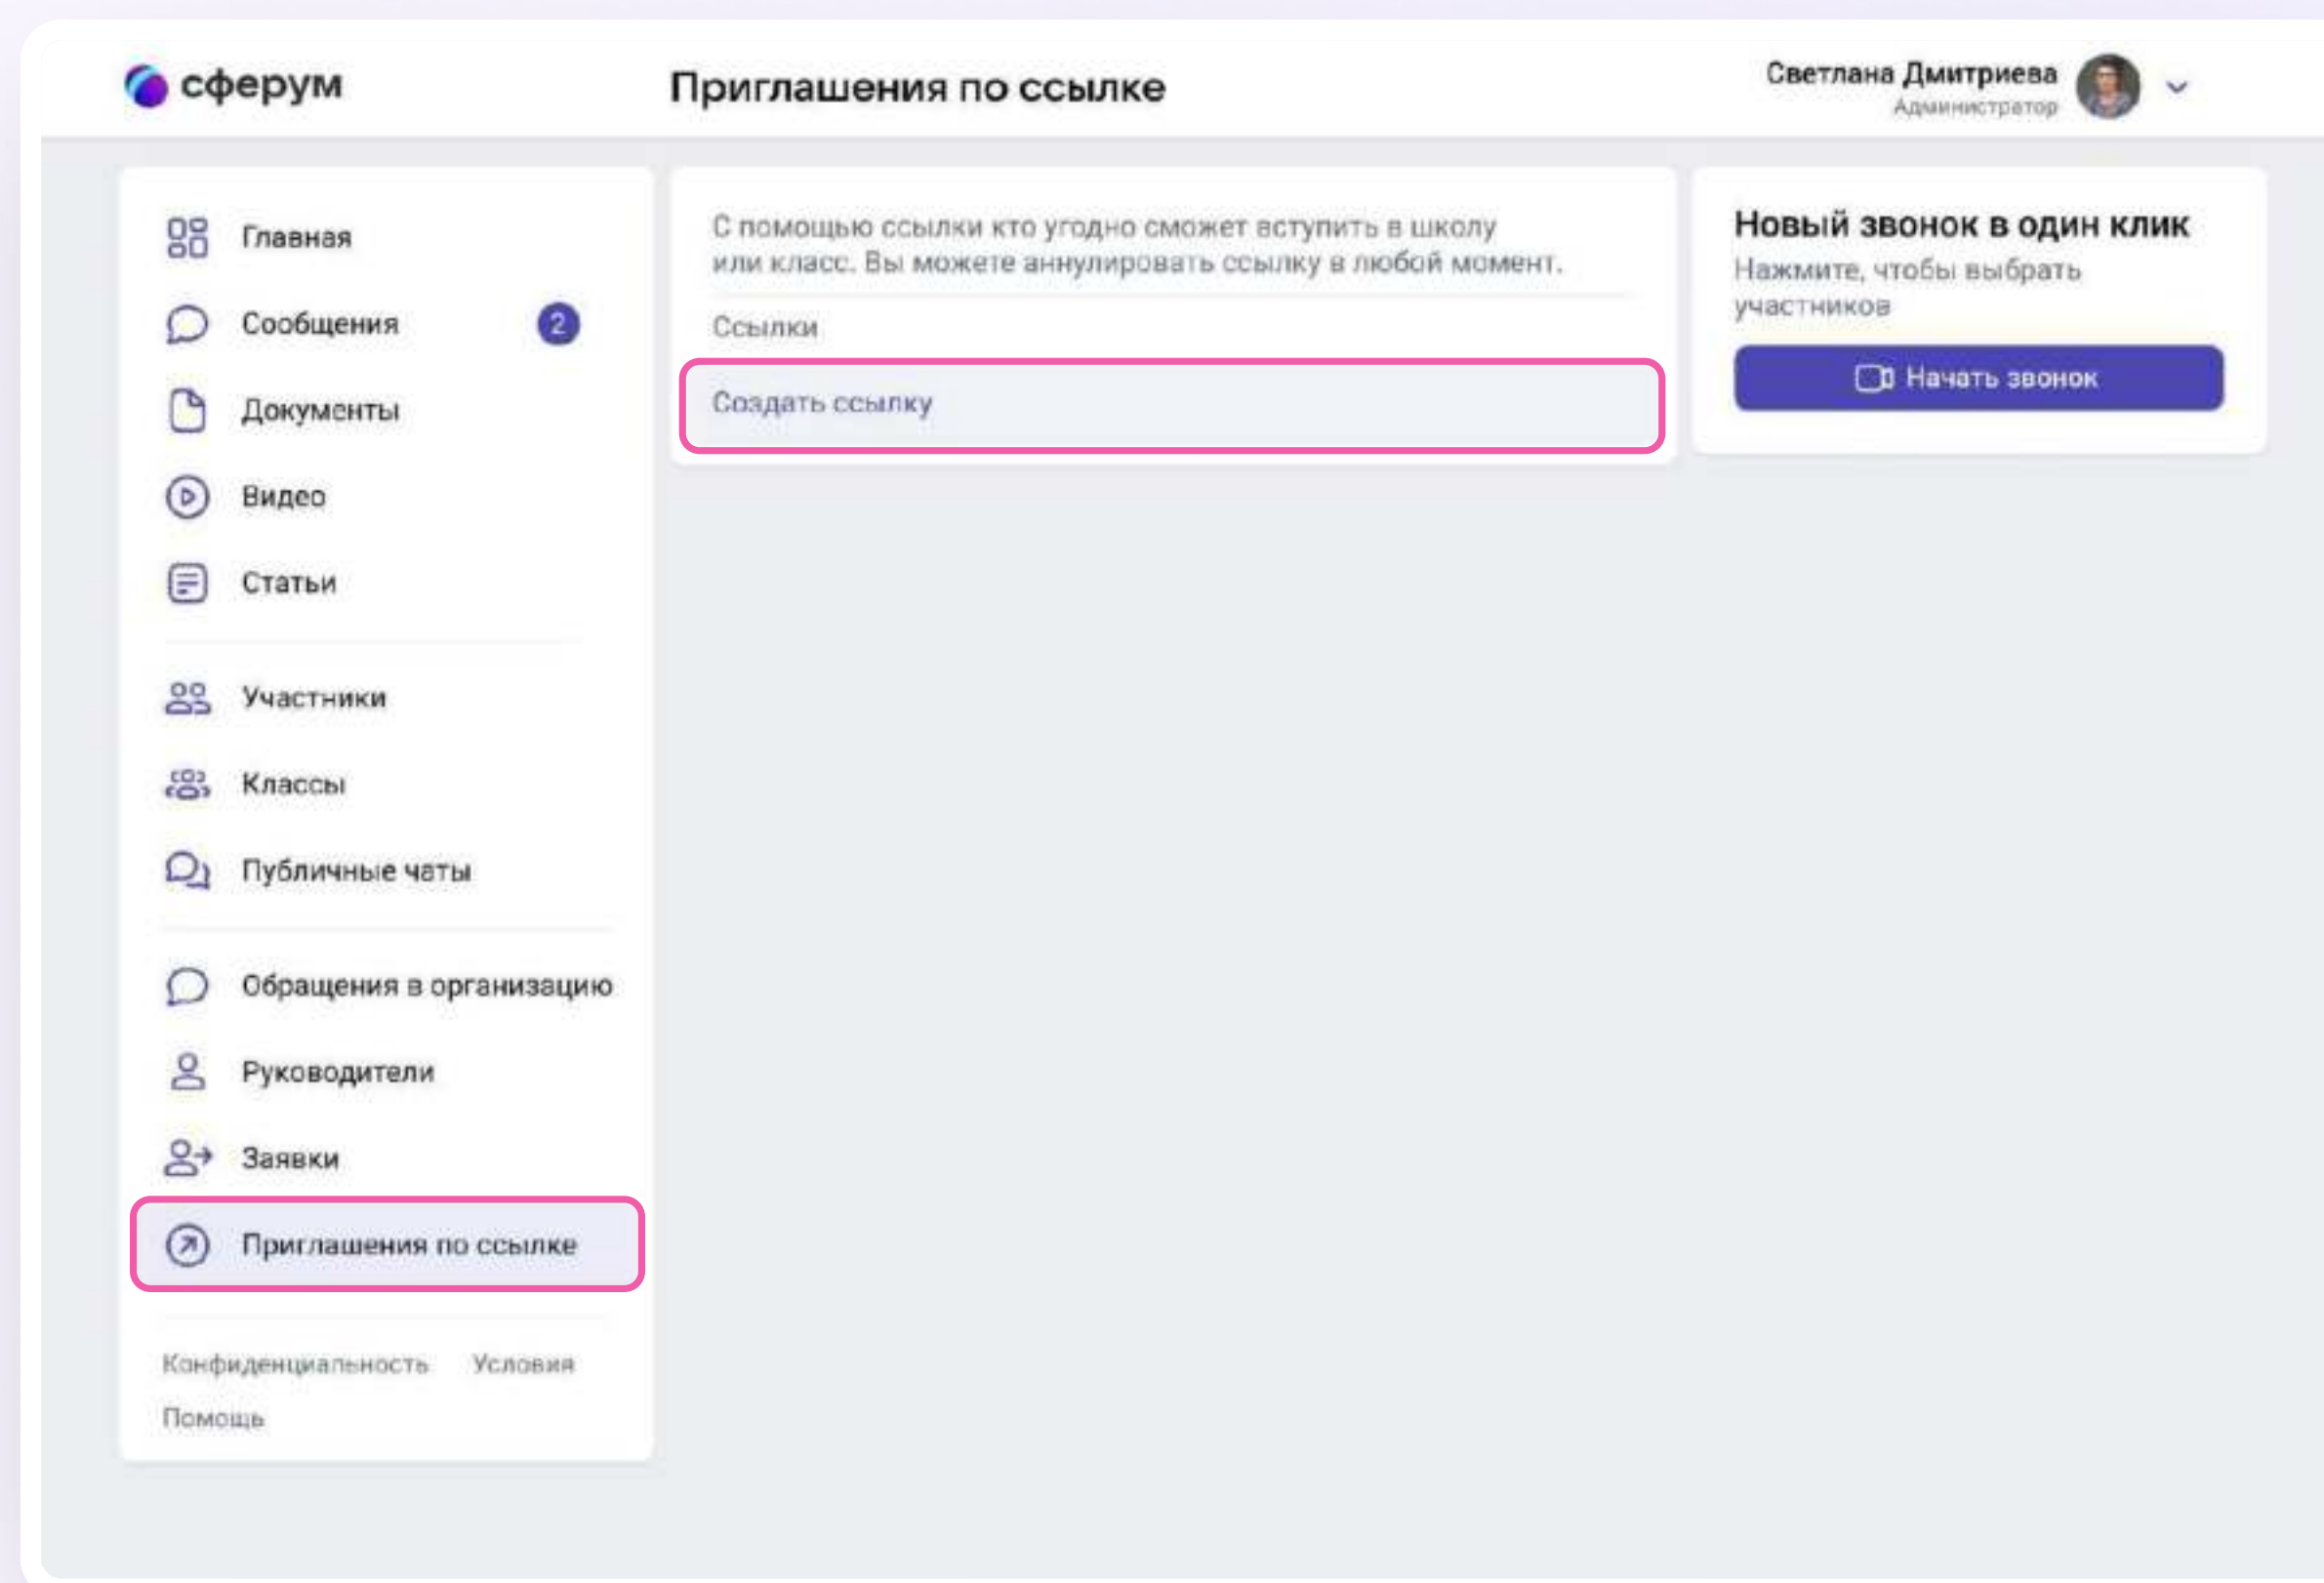 сферум
Приглашения по ссылке
Светлана Дмитриева
Администратор
Главная
Сообщения 2
Документы
Видео
Статьи
Участники
Классы
Публичные чаты
Обращения в организацию
Руководители
Заявки
Приглашения по ссылке
Конфиденциальность Условия
Помощь
С помощью ссылки кто угодно сможет вступить в школу
или класс. Вы можете аннулировать ссылку в любой момент.
Ссылки
Создать ссылку
Новый звонок в один клик
Нажмите, чтобы выбрать
участников
Начать звонок